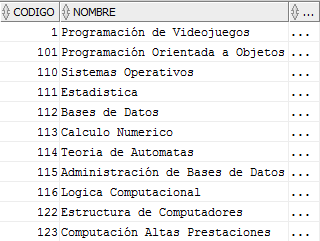 CODIGO NOMBRE ...
1 Programación de Videojuegos ...
101 Programación Orientada a Objetos ...
110 Sistemas Operativos ...
111 Estadistica ...
112 Bases de Datos ...
113 Calculo Numerico ...
114 Teoria de Automatas ...
115 Administración de Bases de Datos ...
116 Logica Computacional ...
122 Estructura de Computadores ...
123 Computación Altas Prestaciones ...